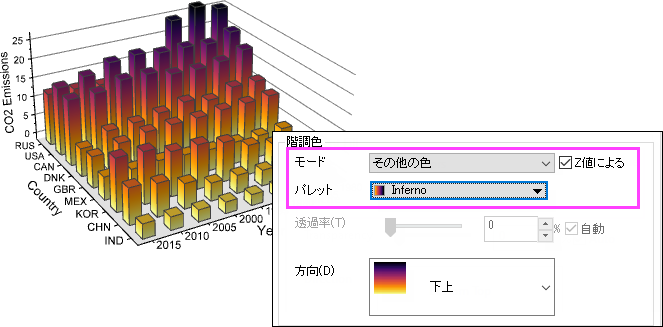 CO2 Emissions
25
20
15
10
5
0
RUS
USA
CAN
DNK
GBR
MEX
KOR
CHN
IND
Country
2015
2010
2005
2000
Ye
階調色
モード
その他の色
Z値による
パレット
Inferno
透過率(T)
0
%
自動
方向(D)
下上